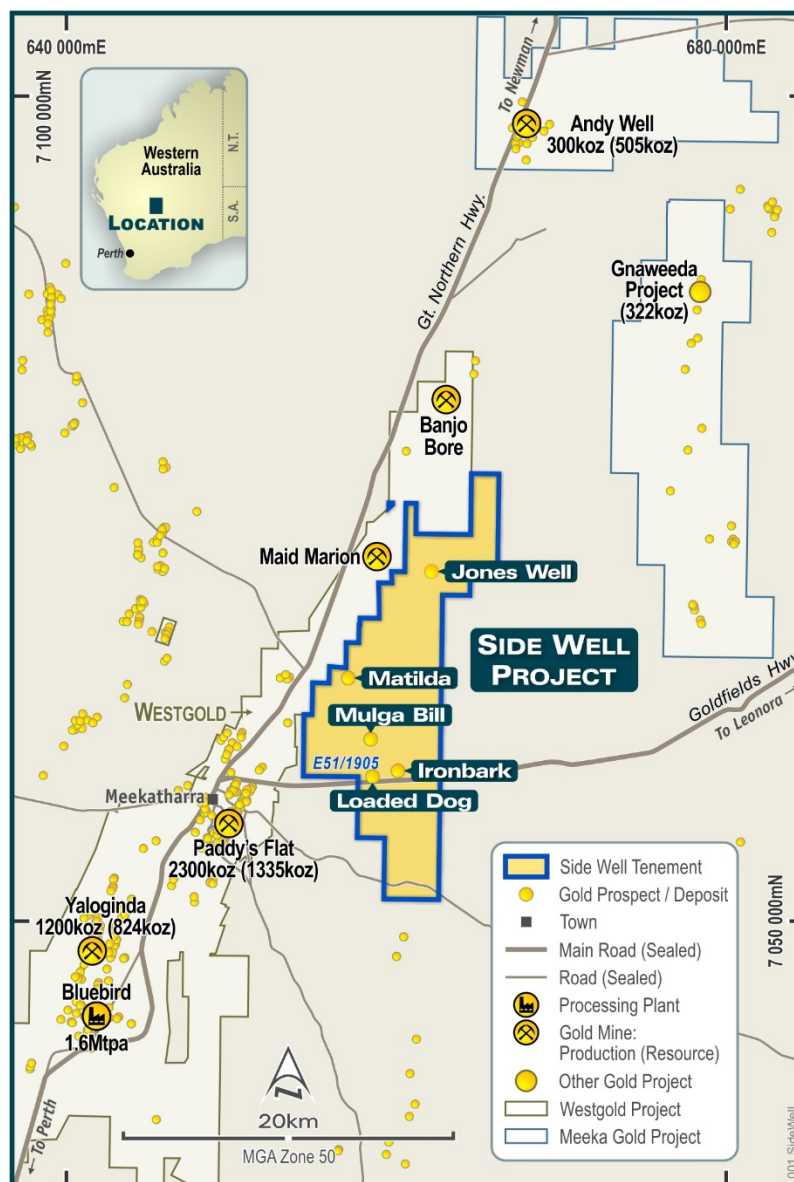 640 000mE
680 000mE
7 100 000mN
To Newman →
Andy Well
300koz (505koz)
Western
Australia
N.T.
S.A.
LOCATION
Perth
Gt. Northern Hwy.
Gnaweeda
Project
(322koz)
Banjo
Bore
Maid Marion
Jones Well
SIDE WELL
PROJECT
Matilda
Goldfields Hwy
To Leonora →
WESTGOLD →
Mulga Bill
E51/1905
Ironbark
Loaded Dog
Meekatharra
Paddy's Flat
2300koz (1335koz)
Yaloginda
1200koz (824koz)
Bluebird
1.6Mtpa
7 050 000mN
Side Well Tenement
Gold Prospect / Deposit
Town
Main Road (Sealed)
Road (Sealed)
Processing Plant
Gold Mine:
Production (Resource)
Other Gold Project
Westgold Project
Meeka Gold Project
N
20km
MGA Zone 50
← To Perth
001 SideWell